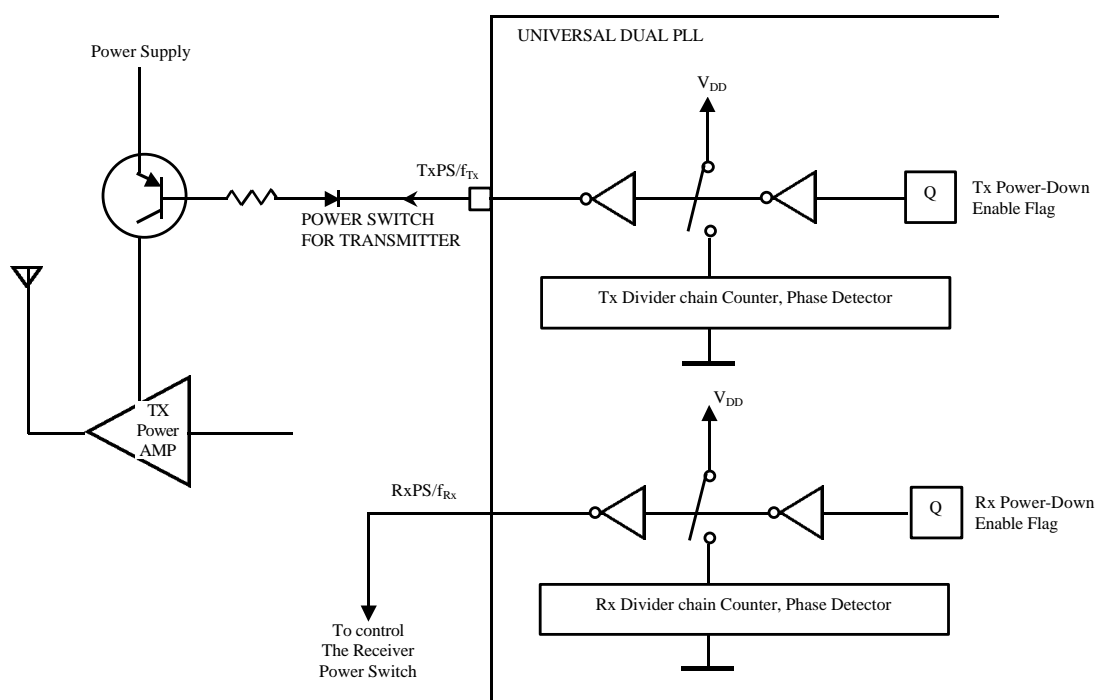 UNIVERSAL DUAL PLL
Power Supply
V_DD
TxPS/f_Tx
Q
Tx Power-Down
Enable Flag
POWER SWITCH
FOR TRANSMITTER
Tx Divider chain Counter, Phase Detector
V_DD
TX
Power
AMP
RxPS/f_Rx
Q
Rx Power-Down
Enable Flag
Rx Divider chain Counter, Phase Detector
To control
The Receiver
Power Switch